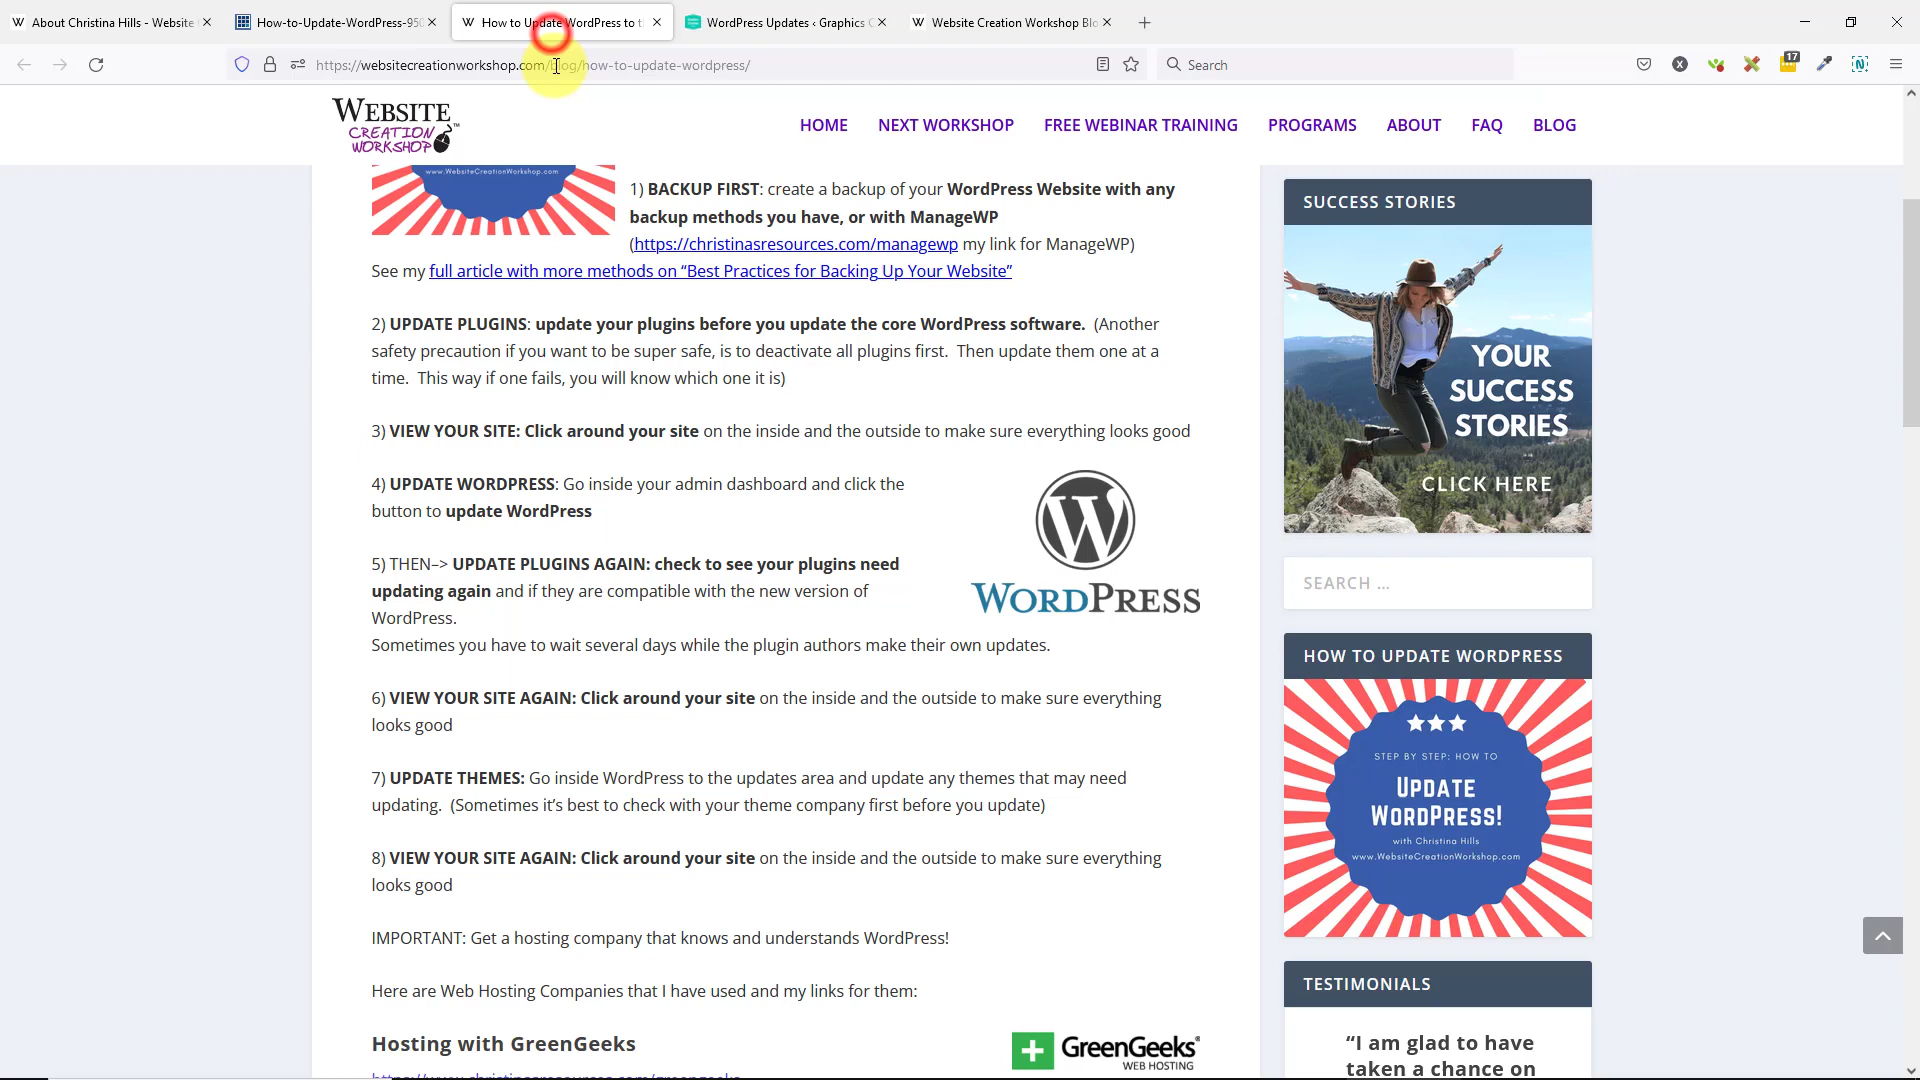 About Christina Hills - Website
How-to-Update-WordPress-950
How to Update WordPress to t
WordPress Updates ‹ Graphics C
Website Creation Workshop Blo
https://websitecreationworkshop.com/blog/how-to-update-wordpress/
Search
17
WEBSITE
CREATION
WORKSHOP
HOME NEXT WORKSHOP FREE WEBINAR TRAINING PROGRAMS ABOUT FAQ BLOG
www.WebsiteCreationWorkshop.com
1) BACKUP FIRST: create a backup of your WordPress Website with any
backup methods you have, or with ManageWP
(https://christinasresources.com/managewp my link for ManageWP)
See my full article with more methods on “Best Practices for Backing Up Your Website”
2) UPDATE PLUGINS: update your plugins before you update the core WordPress software. (Another
safety precaution if you want to be super safe, is to deactivate all plugins first. Then update them one at a
time. This way if one fails, you will know which one it is)
3) VIEW YOUR SITE: Click around your site on the inside and the outside to make sure everything looks good
4) UPDATE WORDPRESS: Go inside your admin dashboard and click the
button to update WordPress
5) THEN–> UPDATE PLUGINS AGAIN: check to see your plugins need
updating again and if they are compatible with the new version of
WordPress.
Sometimes you have to wait several days while the plugin authors make their own updates.
WORDPRESS
6) VIEW YOUR SITE AGAIN: Click around your site on the inside and the outside to make sure everything
looks good
7) UPDATE THEMES: Go inside WordPress to the updates area and update any themes that may need
updating. (Sometimes it’s best to check with your theme company first before you update)
8) VIEW YOUR SITE AGAIN: Click around your site on the inside and the outside to make sure everything
looks good
IMPORTANT: Get a hosting company that knows and understands WordPress!
Here are Web Hosting Companies that I have used and my links for them:
Hosting with GreenGeeks
GreenGeeks
WEB HOSTING
SUCCESS STORIES
YOUR
SUCCESS
STORIES
CLICK HERE
SEARCH …
HOW TO UPDATE WORDPRESS
STEP BY STEP: HOW TO
UPDATE
WORDPRESS!
with Christina Hills
www.WebsiteCreationWorkshop.com
TESTIMONIALS
“I am glad to have
taken a chance on